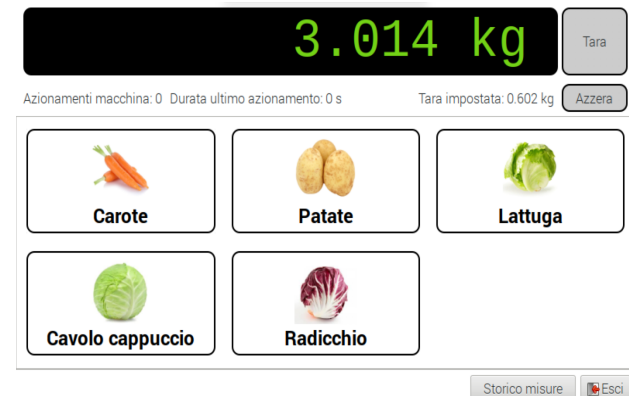 3.014 kg
Tara
Azionamenti macchina: 0 Durata ultimo azionamento: 0 s
Tara impostata: 0.602 kg
Azzera
Carote
Patate
Lattuga
Cavolo cappuccio
Radicchio
Storico misure
Esci